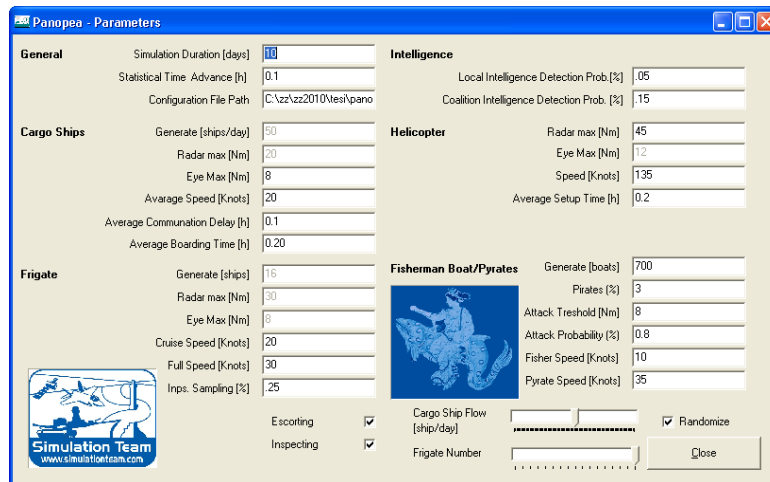 Panopea - Parameters
General
Simulation Duration [days] 10
Statistical Time Advance [h] 0.1
Configuration File Path C:\zz\zz2010\tesi\pano
Cargo Ships
Generate [ships/day] 50
Radar max [Nm] 20
Eye Max [Nm] 8
Avarage Speed [Knots] 20
Average Communation Delay [h] 0.1
Average Boarding Time [h] 0.20
Frigate
Generate [ships] 16
Radar max [Nm] 30
Eye Max [Nm] 8
Cruise Speed [Knots] 20
Full Speed [Knots] 30
Inps. Sampling [%] .25
Simulation Team
www.simulationteam.com
Escorting
Inspecting
Intelligence
Local Intelligence Detection Prob.[%] .05
Coalition Intelligence Detection Prob. [%] .15
Helicopter
Radar max [Nm] 45
Eye Max [Nm] 12
Speed [Knots] 135
Average Setup Time [h] 0.2
Fisherman Boat/Pyrates
Generate [boats] 700
Pirates (%) 3
Attack Treshold [Nm] 8
Attack Probability [%] 0.8
Fisher Speed [Knots] 10
Pyrate Speed [Knots] 35
Cargo Ship Flow
[ship/day]
Frigate Number
Randomize
Close